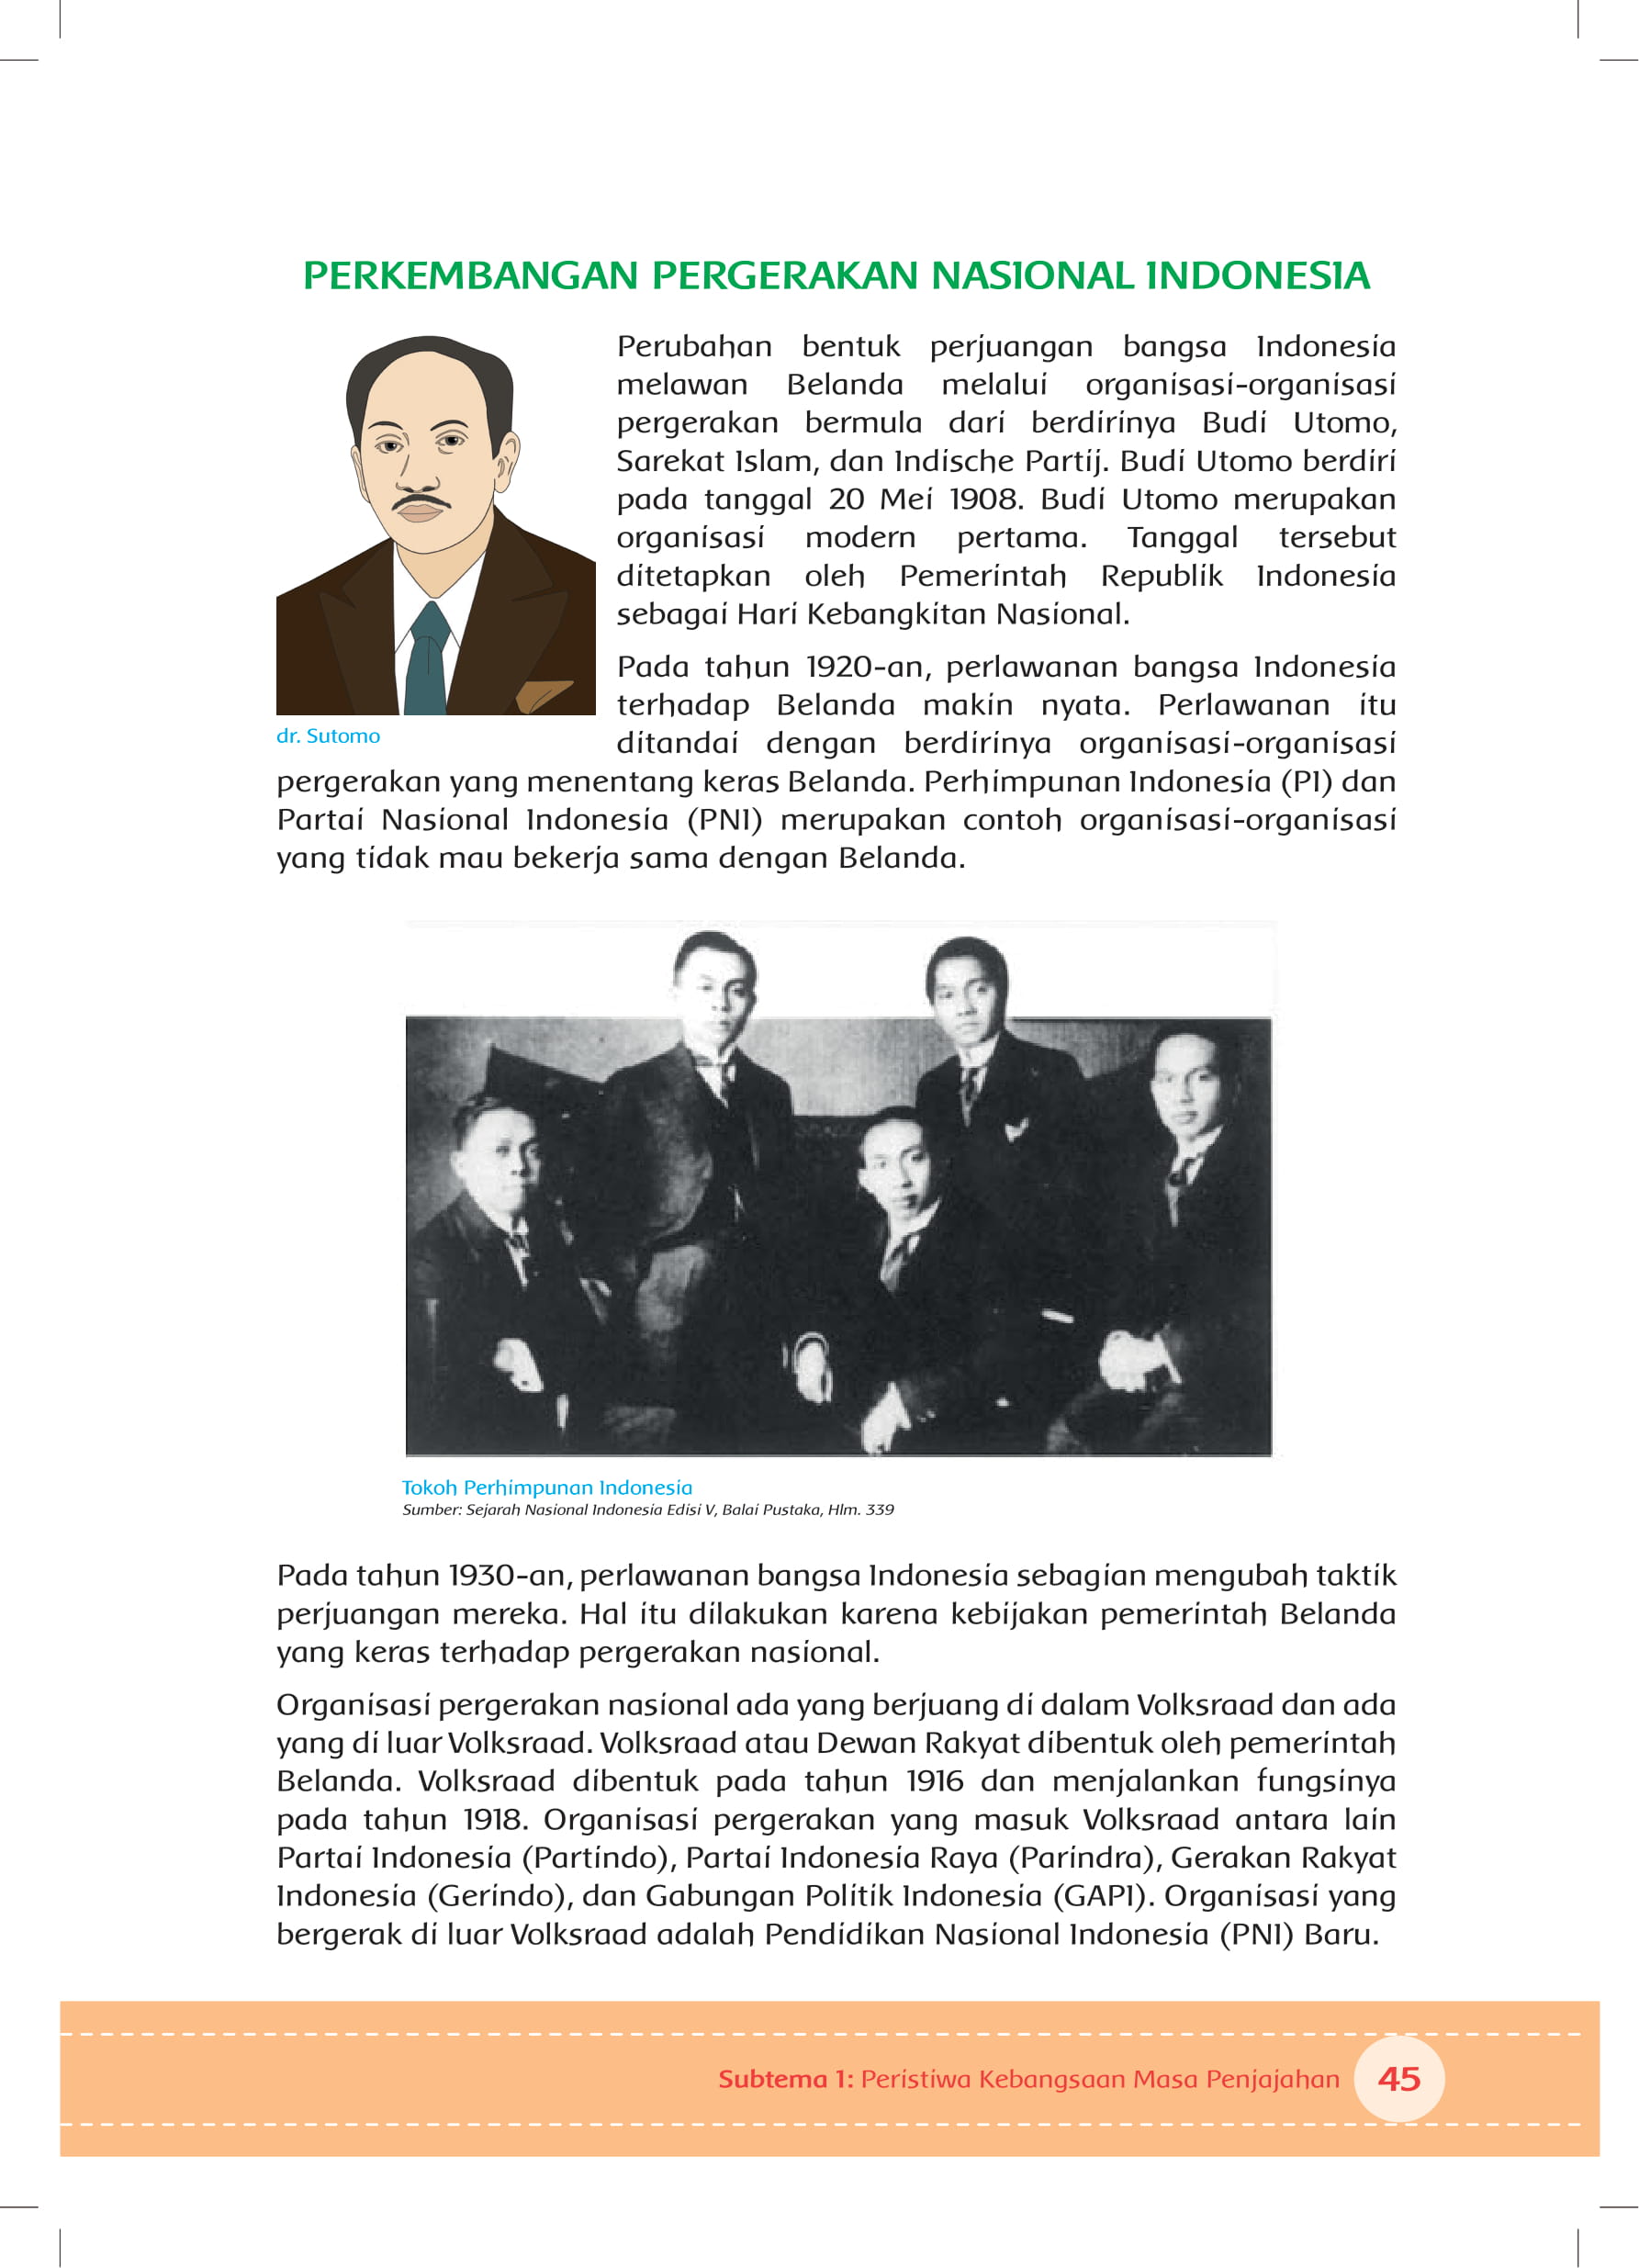 PERKEMBANGAN PERGERAKAN NASIONAL INDONESIA
Perubahan bentuk perjuangan bangsa Indonesia
melawan Belanda melalui organisasi-organisasi
pergerakan bermula dari berdirinya Budi Utomo,
Sarekat Islam, dan Indische Partij. Budi Utomo berdiri
pada tanggal 20 Mei 1908. Budi Utomo merupakan
organisasi modern pertama. Tanggal tersebut
ditetapkan oleh Pemerintah Republik Indonesia
sebagai Hari Kebangkitan Nasional.
Pada tahun 1920-an, perlawanan bangsa Indonesia
terhadap Belanda makin nyata. Perlawanan itu
dr. Sutomo
ditandai dengan berdirinya organisasi-organisasi
pergerakan yang menentang keras Belanda. Perhimpunan Indonesia (PI) dan
Partai Nasional Indonesia (PNI) merupakan contoh organisasi-organisasi
yang tidak mau bekerja sama dengan Belanda.
Tokoh Perhimpunan Indonesia
Sumber: Sejarah Nasional Indonesia Edisi V, Balai Pustaka, Hlm. 339
Pada tahun 1930-an, perlawanan bangsa Indonesia sebagian mengubah taktik
perjuangan mereka. Hal itu dilakukan karena kebijakan pemerintah Belanda
yang keras terhadap pergerakan nasional.
Organisasi pergerakan nasional ada yang berjuang di dalam Volksraad dan ada
yang di luar Volksraad. Volksraad atau Dewan Rakyat dibentuk oleh pemerintah
Belanda. Volksraad dibentuk pada tahun 1916 dan menjalankan fungsinya
pada tahun 1918. Organisasi pergerakan yang masuk Volksraad antara lain
Partai Indonesia (Partindo), Partai Indonesia Raya (Parindra), Gerakan Rakyat
Indonesia (Gerindo), dan Gabungan Politik Indonesia (GAPI). Organisasi yang
bergerak di luar Volksraad adalah Pendidikan Nasional Indonesia (PNI) Baru.
Subtema 1: Peristiwa Kebangsaan Masa Penjajahan 45